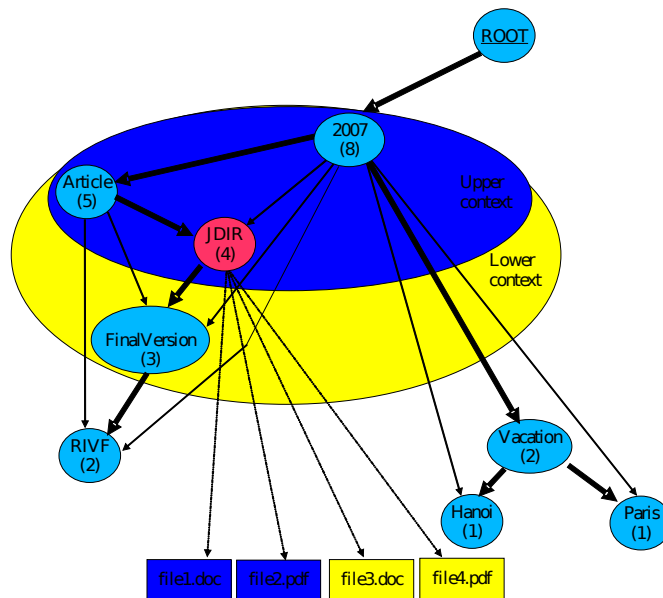 ROOT
2007
(8)
Article
(5)
Upper
context
JDIR
(4)
Lower
context
FinalVersion
(3)
RIVF
(2)
Vacation
(2)
Hanoi
(1)
Paris
(1)
file1.doc
file2.pdf
file3.doc
file4.pdf